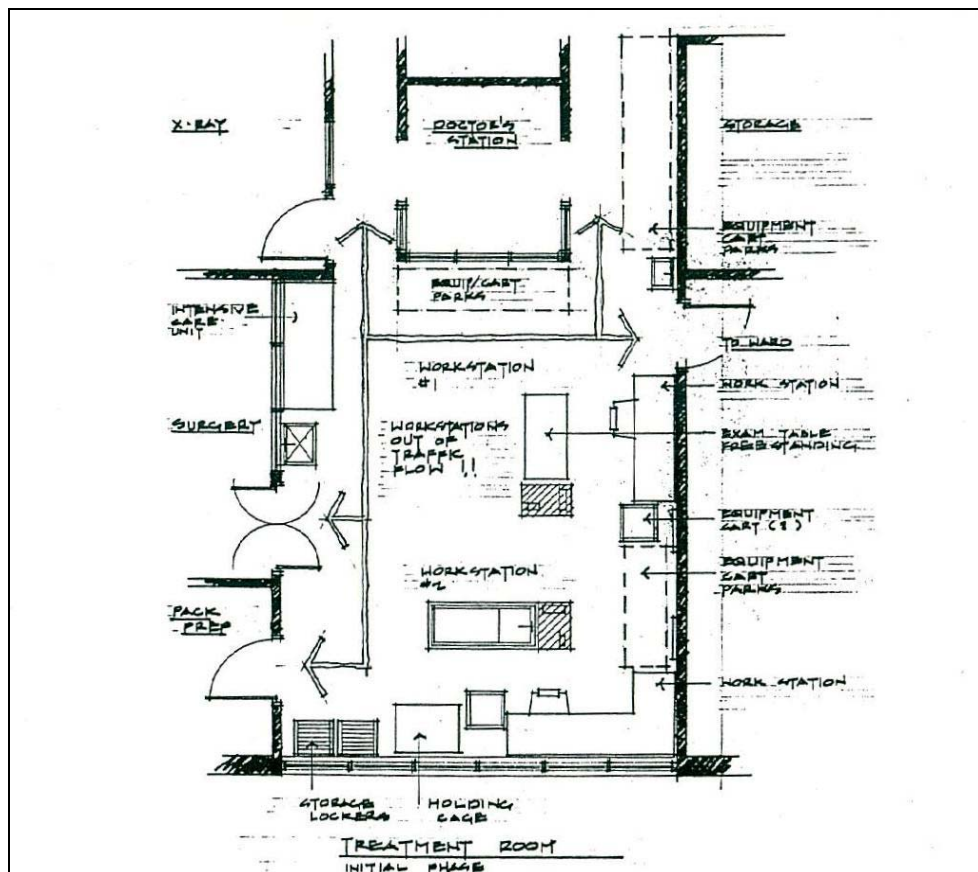 X-RAY
DOCTOR'S
STATION
STORAGE
EQUIPMENT
CART
PARKS
EQUIP/CART
PARKS
INTENSIVE
CARE
UNIT
TO WARD
WORKSTATION
#1
WORK STATION
SURGERY
WORKSTATIONS
OUT OF
TRAFFIC
FLOW !!
EXAM TABLE
FREESTANDING
EQUIPMENT
CART (S)
WORKSTATION
#2
EQUIPMENT
CART
PARKS
PACK
PREP
WORK STATION
STORAGE
LOCKERS
HOLDING
CAGE
TREATMENT ROOM
INITIAL PHASE